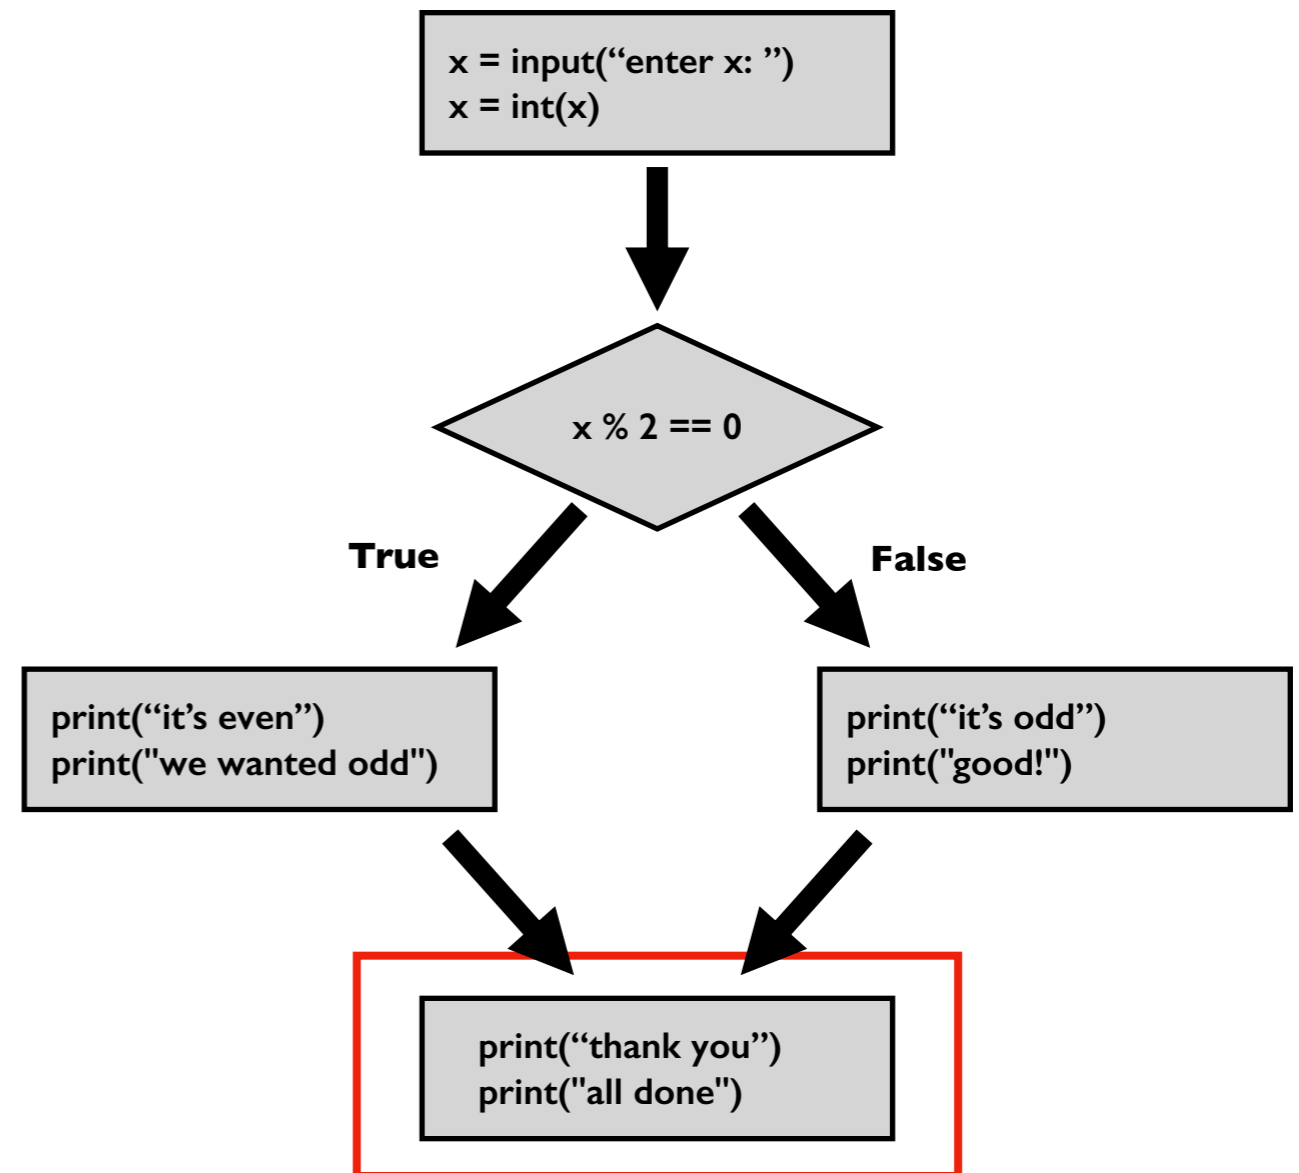 x = input(“enter x: ”)
x = int(x)
x % 2 == 0
True
False
print(“it’s even”)
print("we wanted odd")
print(“it’s odd”)
print("good!")
print(“thank you”)
print("all done")